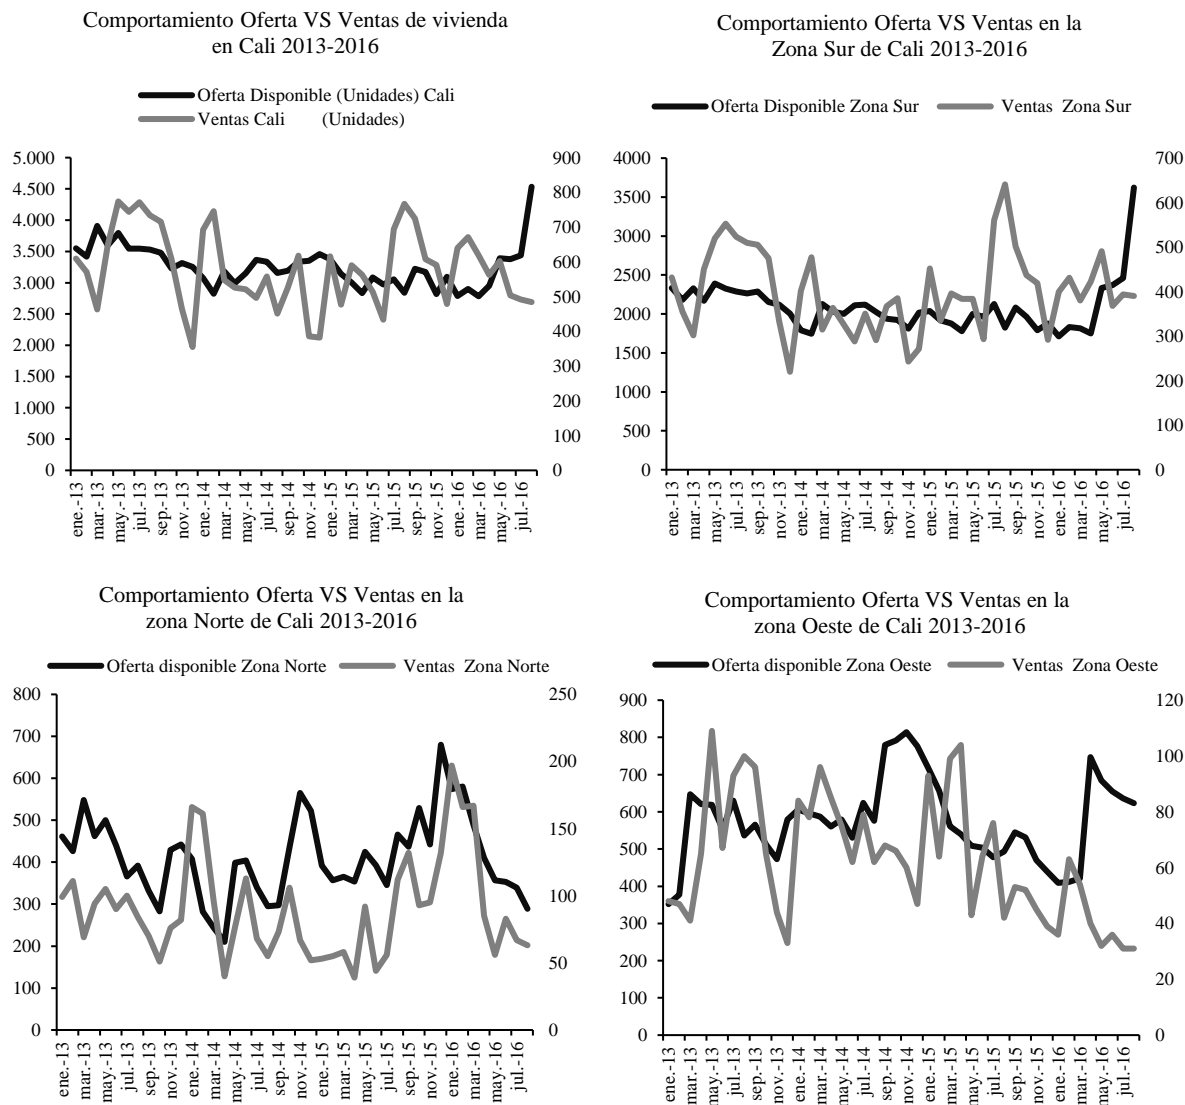 Comportamiento Oferta VS Ventas de vivienda
en Cali 2013-2016
Oferta Disponible (Unidades) Cali
Ventas Cali (Unidades)
5.000
4.500
4.000
3.500
3.000
2.500
2.000
1.500
1.000
500
0
900
800
700
600
500
400
300
200
100
0
ene.-13
mar.-13
may.-13
jul.-13
sep.-13
nov.-13
ene.-14
mar.-14
may.-14
jul.-14
sep.-14
nov.-14
ene.-15
mar.-15
may.-15
jul.-15
sep.-15
nov.-15
ene.-16
mar.-16
may.-16
jul.-16
Comportamiento Oferta VS Ventas en la
Zona Sur de Cali 2013-2016
Oferta Disponible Zona Sur
Ventas Zona Sur
4000
3500
3000
2500
2000
1500
1000
500
0
700
600
500
400
300
200
100
0
ene.-13
mar.-13
may.-13
jul.-13
sep.-13
nov.-13
ene.-14
mar.-14
may.-14
jul.-14
sep.-14
nov.-14
ene.-15
mar.-15
may.-15
jul.-15
sep.-15
nov.-15
ene.-16
mar.-16
may.-16
jul.-16
Comportamiento Oferta VS Ventas en la
zona Norte de Cali 2013-2016
Oferta disponible Zona Norte
Ventas Zona Norte
800
700
600
500
400
300
200
100
0
250
200
150
100
50
0
ene.-13
mar.-13
may.-13
jul.-13
sep.-13
nov.-13
ene.-14
mar.-14
may.-14
jul.-14
sep.-14
nov.-14
ene.-15
mar.-15
may.-15
jul.-15
sep.-15
nov.-15
ene.-16
mar.-16
may.-16
jul.-16
Comportamiento Oferta VS Ventas en la
zona Oeste de Cali 2013-2016
Oferta disponible Zona Oeste
Ventas Zona Oeste
900
800
700
600
500
400
300
200
100
0
120
100
80
60
40
20
0
ene.-13
mar.-13
may.-13
jul.-13
sep.-13
nov.-13
ene.-14
mar.-14
may.-14
jul.-14
sep.-14
nov.-14
ene.-15
mar.-15
may.-15
jul.-15
sep.-15
nov.-15
ene.-16
mar.-16
may.-16
jul.-16